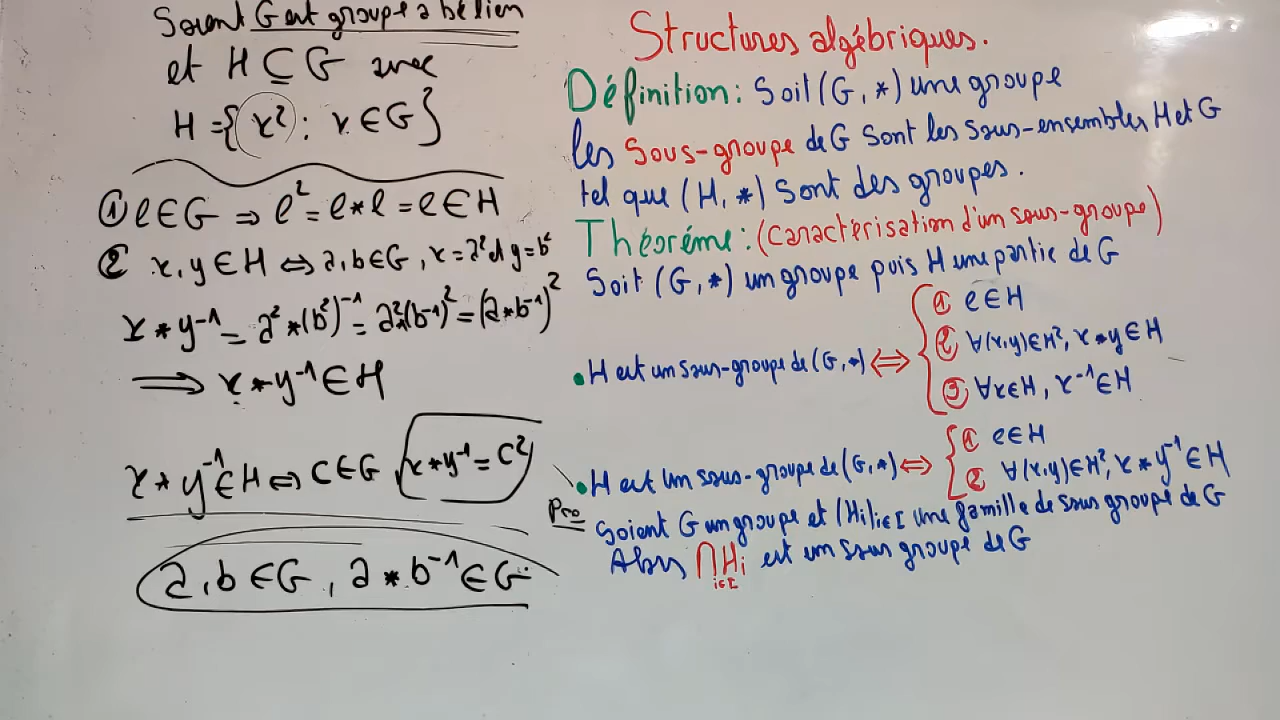 Soient G est groupe abélien
et H ⊆ G avec
H = {x² : x ∈ G}
① e ∈ G ⇒ e² = e * e = e ∈ H
② x, y ∈ H ⇔ a, b ∈ G, x = a² et y = b²
x * y⁻¹ = a² * (b²)⁻¹ = a² * (b⁻¹)² = (a * b⁻¹)²
⟹ x * y⁻¹ ∈ H
x * y⁻¹ ∈ H ⇔ C ∈ G, x * y⁻¹ = C²
a, b ∈ G, a * b⁻¹ ∈ G
Structures algébriques.
Définition: Soit (G, *) une groupe
les Sous-groupe de G sont les sous-ensembles H et G
tel que (H, *) sont des groupes.
Théoréme: (caractérisation d'un sous-groupe)
Soit (G, *) un groupe puis H une partie de G
① e ∈ H
② ∀(x,y) ∈ H², x * y ∈ H
• H est un sous-groupe de (G, *) ⇔
③ ∀x ∈ H, x⁻¹ ∈ H
① e ∈ H
• H est un sous-groupe de (G, *) ⇔
② ∀(x,y) ∈ H², x * y⁻¹ ∈ H
Pro Soient G un groupe et (Hi)i∈I une famille de sous groupe de G
Alors ⋂Hi est un sous groupe de G
i∈I